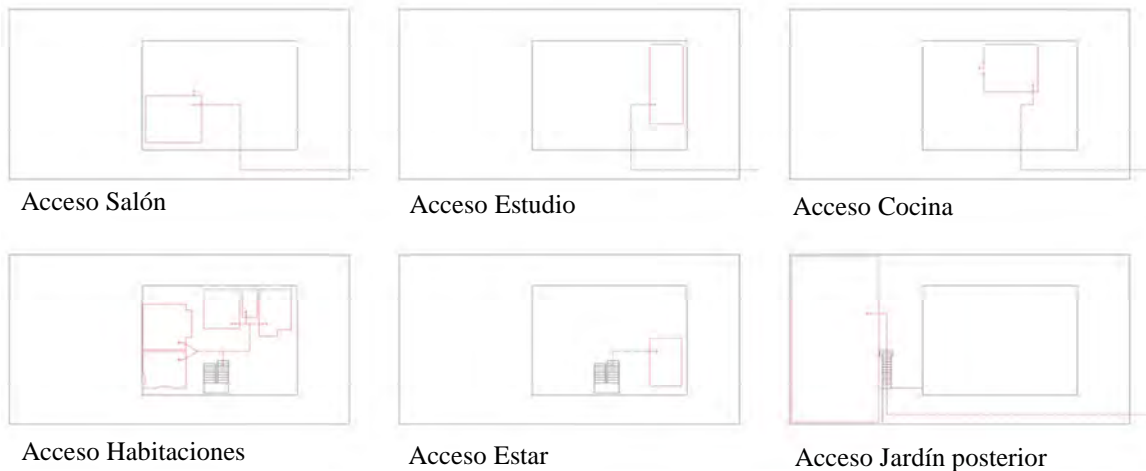 Acceso Salón
Acceso Estudio
Acceso Cocina
Acceso Habitaciones
Acceso Estar
Acceso Jardín posterior